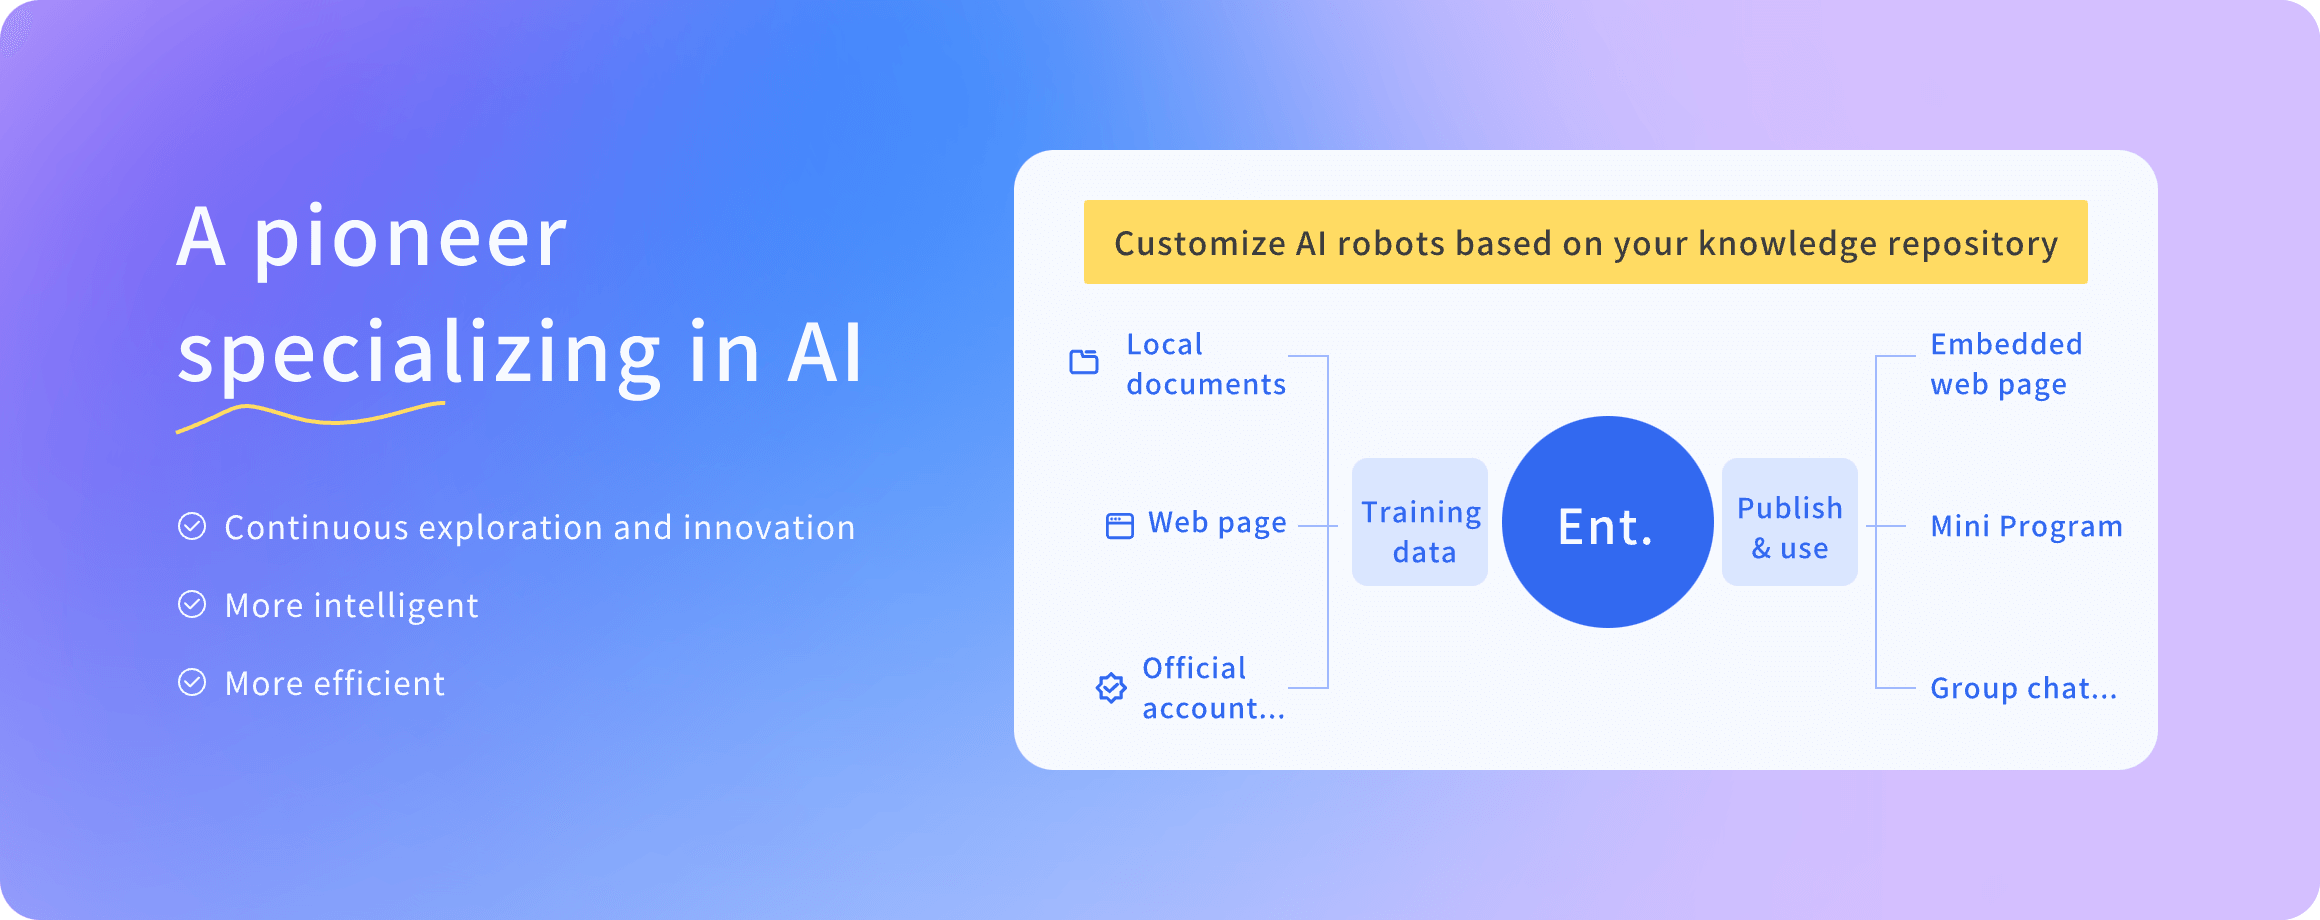 A pioneer
specializing in AI
Continuous exploration and innovation
More intelligent
More efficient
Customize AI robots based on your knowledge repository
Local
documents
Web page
Official
account...
Training
data
Ent.
Publish
& use
Embedded
web page
Mini Program
Group chat...